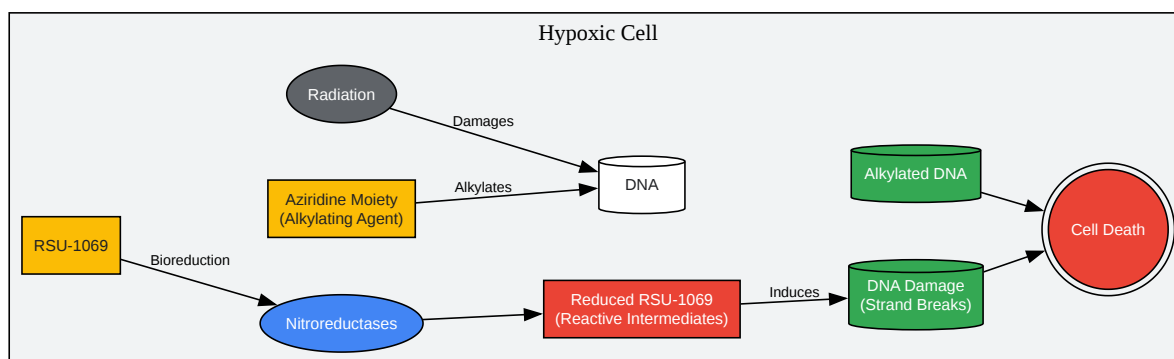 Hypoxic Cell
Radiation
Damages
DNA
Alkylated DNA
Aziridine Moiety
(Alkylating Agent)
Alkylates
Cell Death
RSU-1069
Bioreduction
Nitroreductases
Reduced RSU-1069
(Reactive Intermediates)
Induces
DNA Damage
(Strand Breaks)